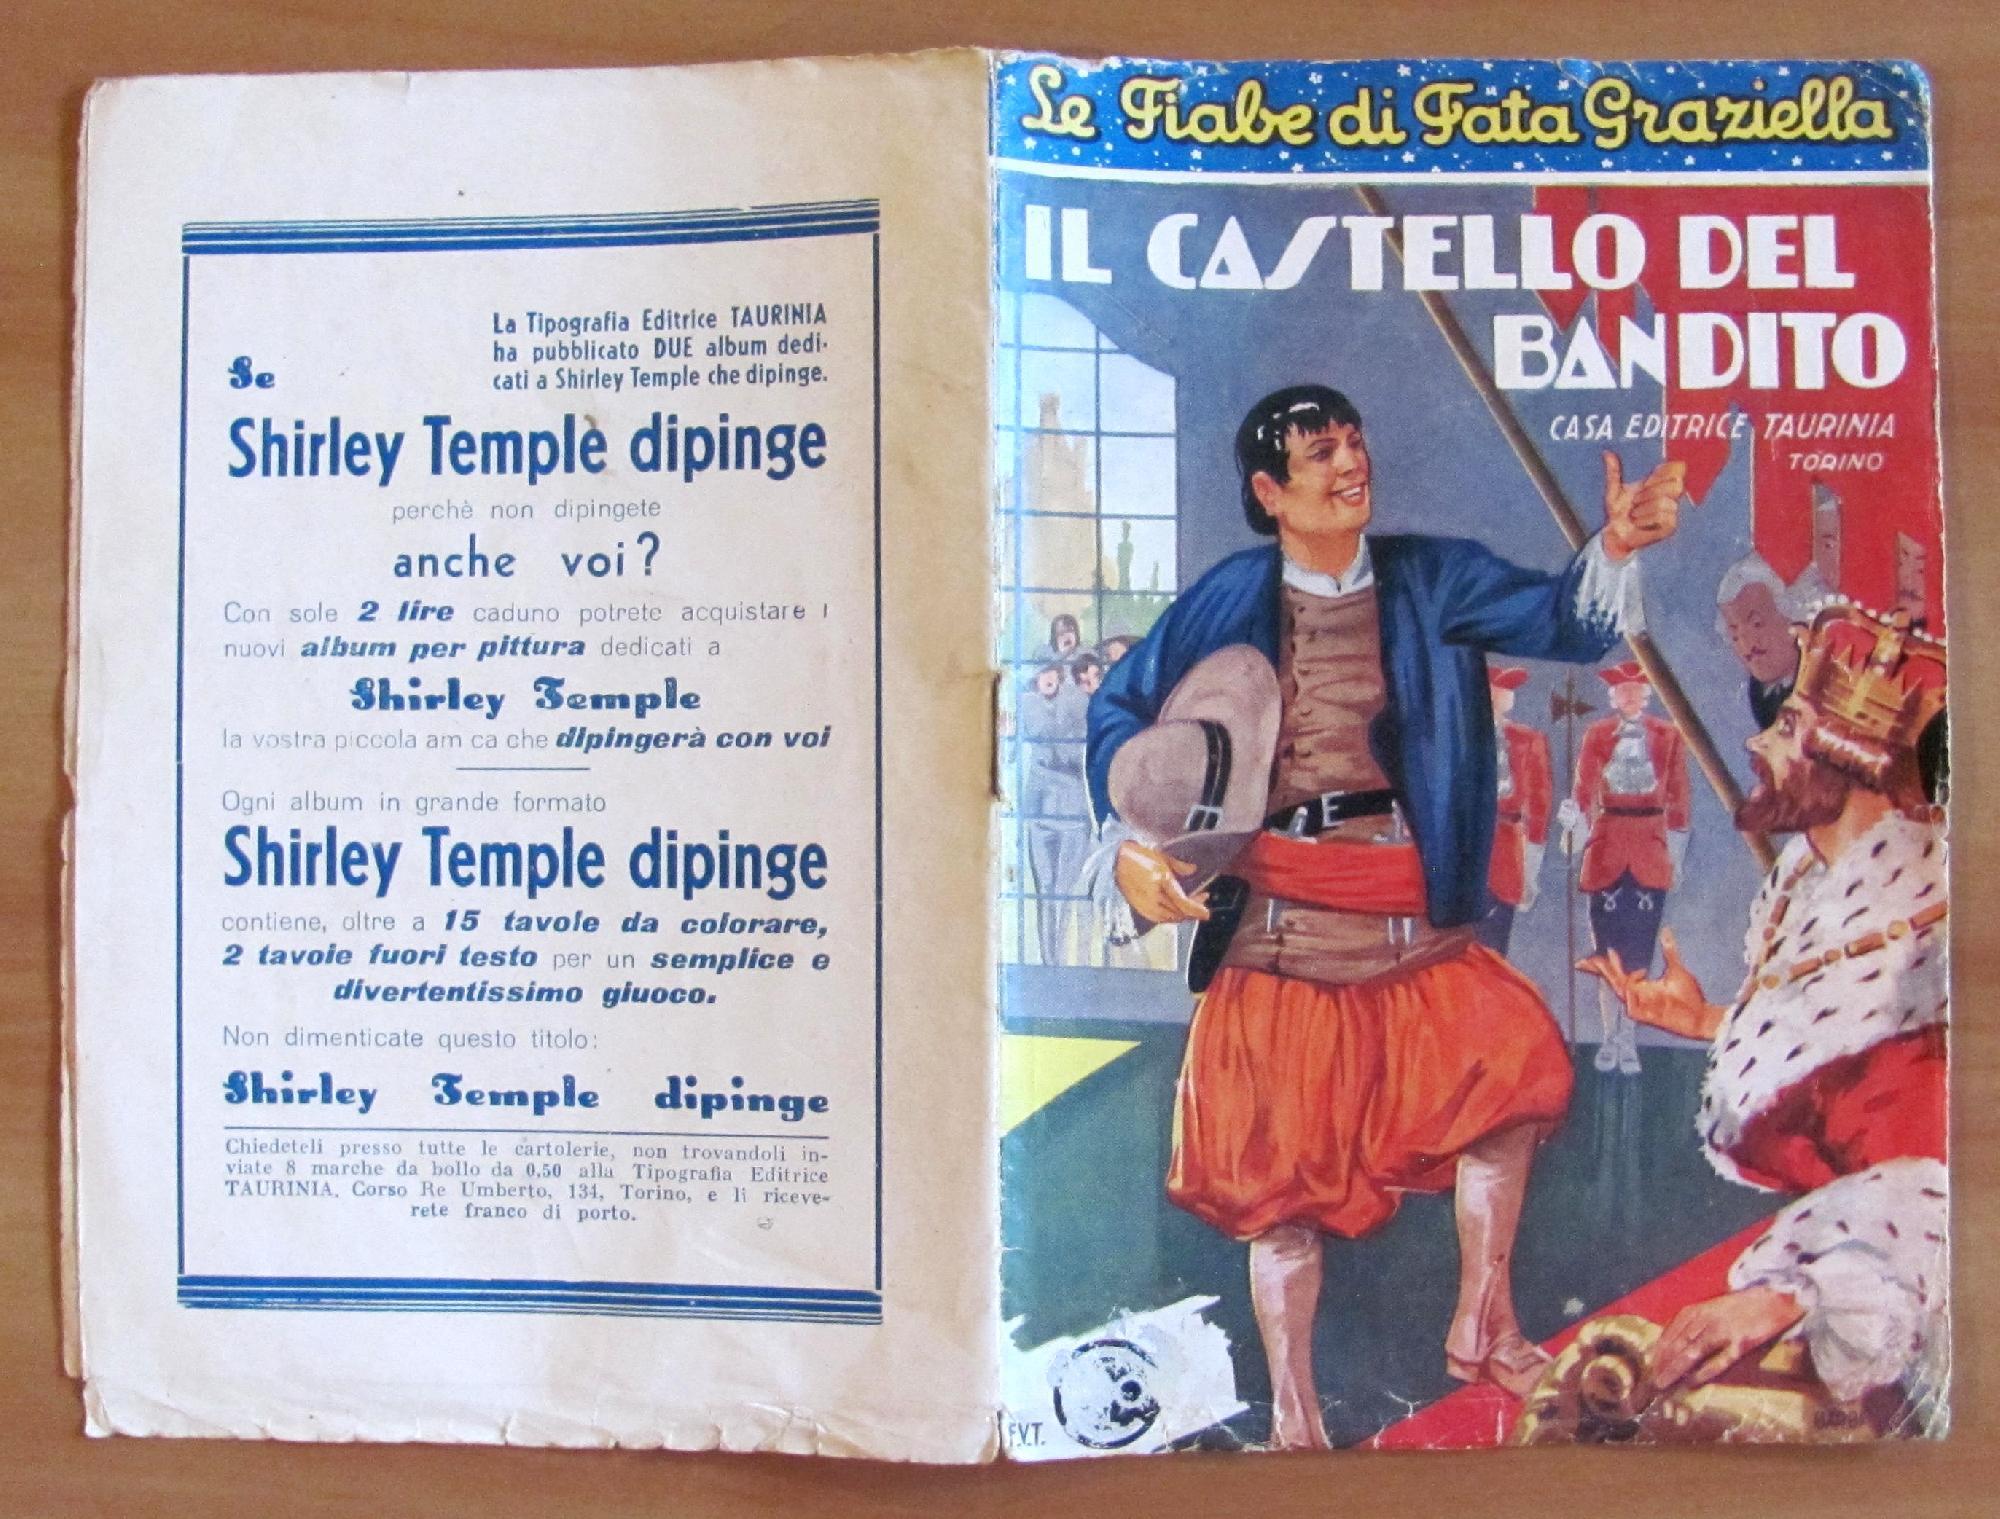 La Tipografia Editrice TAURINIA
ha pubblicato DUE album dedi-
cati a Shirley Temple che dipinge.
Se
Shirley Temple dipinge
perchè non dipingete
anche voi?
Con sole 2 lire caduno potrete acquistare i
nuovi album per pittura dedicati a
Shirley Temple
la vostra piccola am ca che dipingerà con voi
Ogni album in grande formato
Shirley Temple dipinge
contiene, oltre a 15 tavole da colorare,
2 tavole fuori testo per un semplice e
divertentissimo giuoco.
Non dimenticate questo titolo:
Shirley Temple dipinge
Chiedeteli presso tutte le cartolerie, non trovandoli in-
viate 8 marche da bollo da 0,50 alla Tipografia Editrice
TAURINIA, Corso Re Umberto, 134, Torino, e li riceve-
rete franco di porto.
Le Fiabe di Fata Graziella
IL CASTELLO DEL
BANDITO
CASA EDITRICE TAURINIA
TORINO
F.V.T.